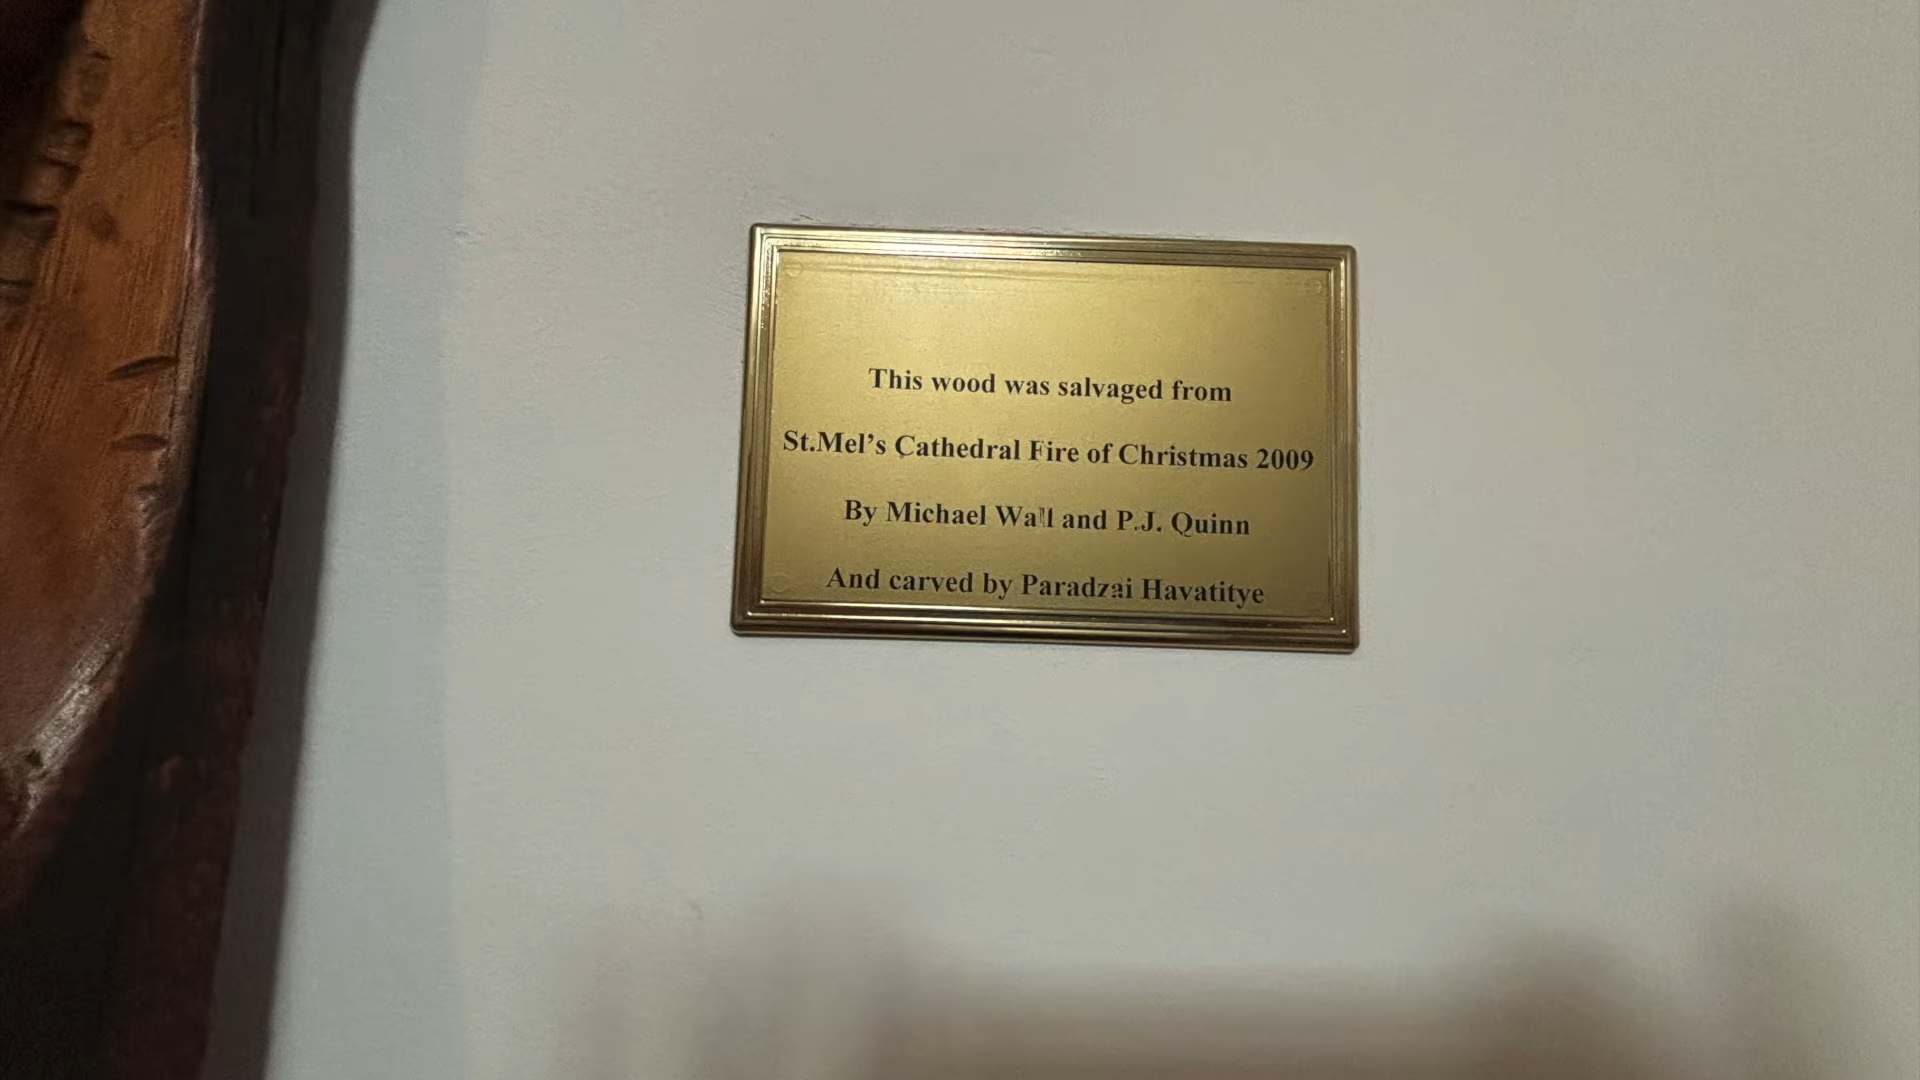 This wood was salvaged from
St.Mel's Cathedral Fire of Christmas 2009
By Michael Wall and P.J. Quinn
And carved by Paradzai Havatitye